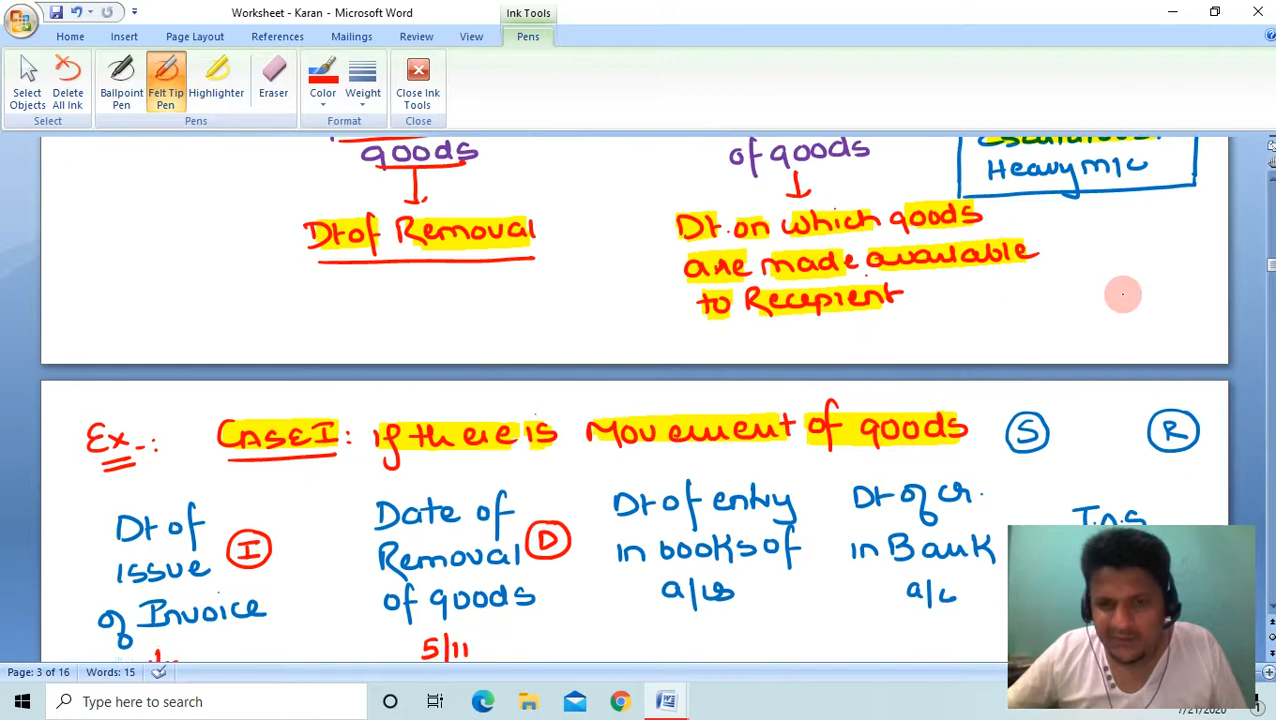 Worksheet - Karan - Microsoft Word
Ink Tools
Home Insert Page Layout References Mailings Review View Pens
Select Objects
Delete All Ink
Ballpoint Pen
Felt Tip Pen
Highlighter
Eraser
Color
Weight
Close Ink Tools
Select Pens Format Close
goods
of goods
Heavy m/c
Dt of Removal
Dt. on which goods
are made available
to Recepient
Ex-: CASE I: if there is Movement of goods S R
Dt of
issue
of Invoice
I
Date of
Removal
of goods
D
5/11
Dt of entry
in books of
a/cs
Dt of cr.
in Bank
a/c
T.O.S
Page: 3 of 16 Words: 15
Type here to search
7/21/2020